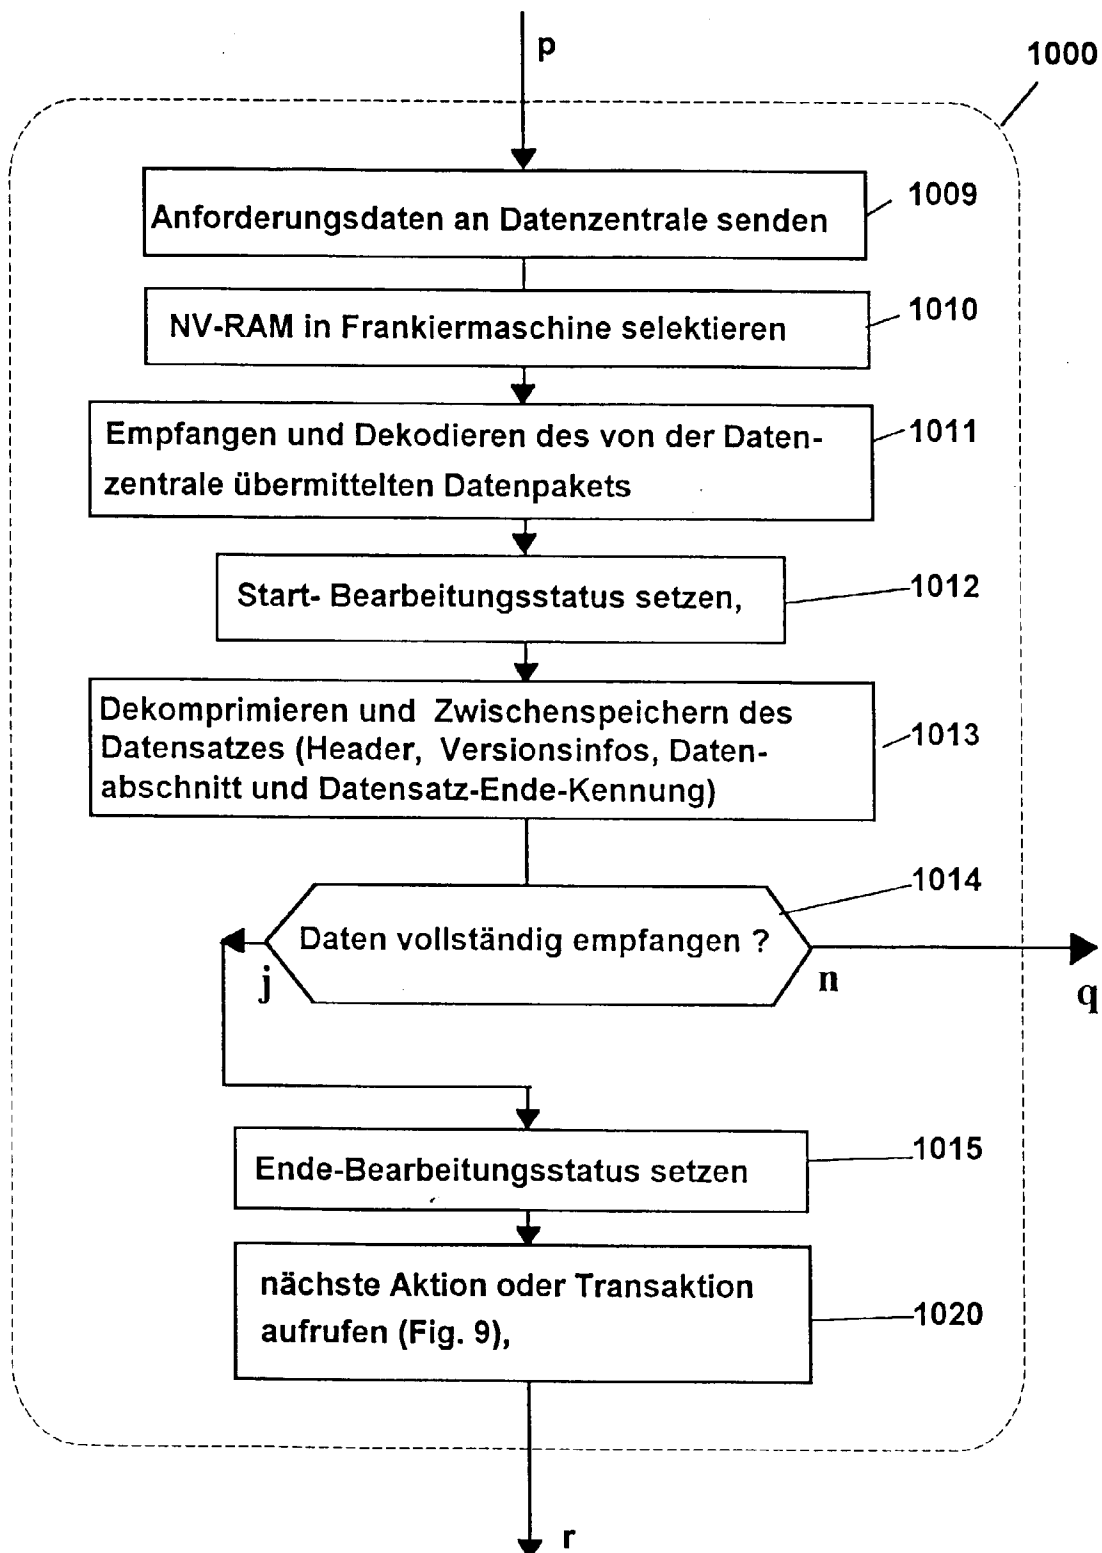 p
1000
Anforderungsdaten an Datenzentrale senden
1009
NV-RAM in Frankiermaschine selektieren
1010
Empfangen und Dekodieren des von der Daten-
zentrale übermittelten Datenpakets
1011
Start- Bearbeitungsstatus setzen,
1012
Dekomprimieren und Zwischenspeichern des
Datensatzes (Header, Versionsinfos, Daten-
abschnitt und Datensatz-Ende-Kennung)
1013
1014
Daten vollständig empfangen ?
j
n
q
Ende-Bearbeitungsstatus setzen
1015
nächste Aktion oder Transaktion
aufrufen (Fig. 9),
1020
r